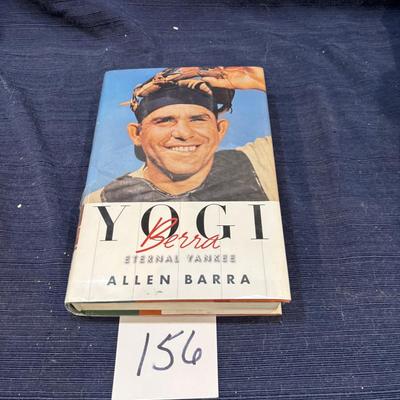 YOGI
Berra
ETERNAL YANKEE
ALLEN BARRA
156